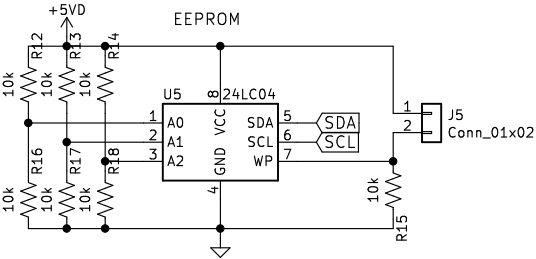 +5VD
EEPROM
R12
R13
R14
10k
10k
10k
U5
24LC04
8
VCC
1
A0
2
A1
3
A2
SDA
5
SDA
SCL
6
SCL
WP
7
GND
4
1
2
J5
Conn_01x02
R16
R17
R18
10k
10k
10k
10k
R15